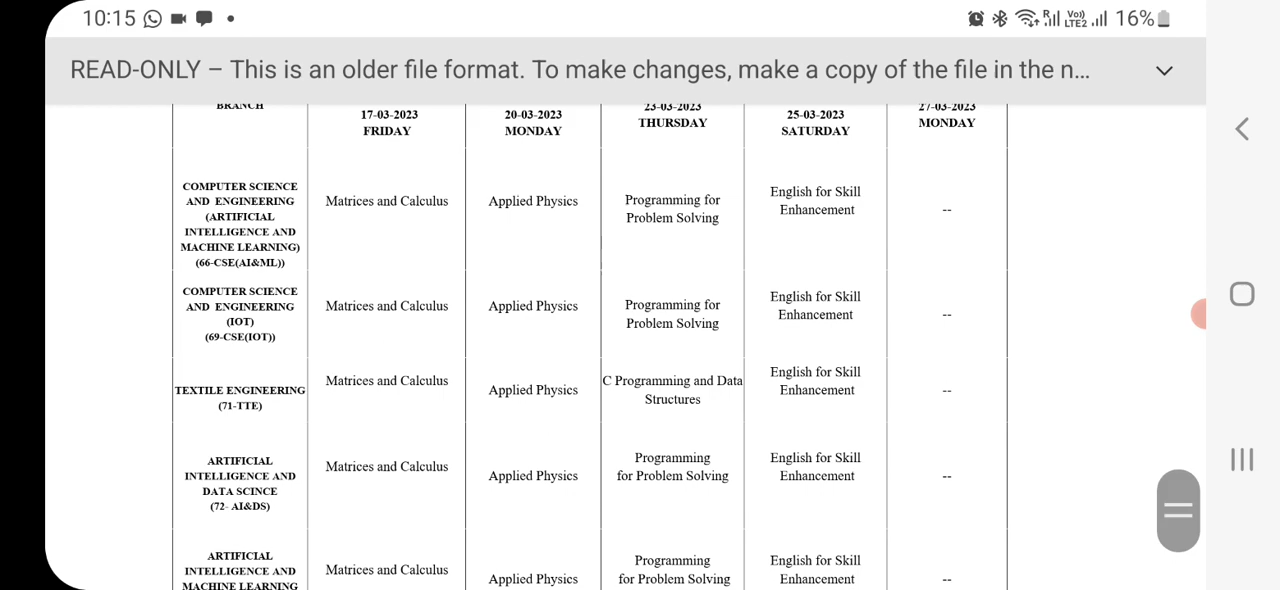 10:15 16%
READ-ONLY – This is an older file format. To make changes, make a copy of the file in the n...
BRANCH
17-03-2023
FRIDAY
20-03-2023
MONDAY
23-03-2023
THURSDAY
25-03-2023
SATURDAY
27-03-2023
MONDAY
COMPUTER SCIENCE
AND ENGINEERING
(ARTIFICIAL
INTELLIGENCE AND
MACHINE LEARNING)
(66-CSE(AI&ML))
Matrices and Calculus
Applied Physics
Programming for
Problem Solving
English for Skill
Enhancement
--
COMPUTER SCIENCE
AND ENGINEERING
(IOT)
(69-CSE(IOT))
Matrices and Calculus
Applied Physics
Programming for
Problem Solving
English for Skill
Enhancement
--
TEXTILE ENGINEERING
(71-TTE)
Matrices and Calculus
Applied Physics
C Programming and Data
Structures
English for Skill
Enhancement
--
ARTIFICIAL
INTELLIGENCE AND
DATA SCINCE
(72- AI&DS)
Matrices and Calculus
Applied Physics
Programming
for Problem Solving
English for Skill
Enhancement
--
ARTIFICIAL
INTELLIGENCE AND
MACHINE LEARNING
Matrices and Calculus
Applied Physics
Programming
for Problem Solving
English for Skill
Enhancement
--